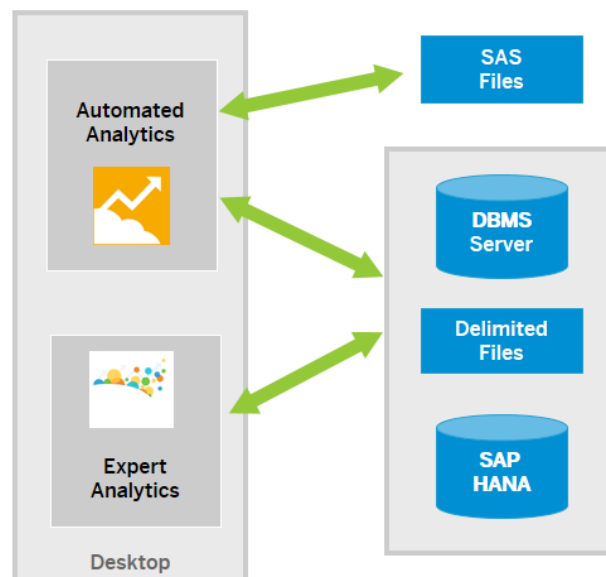 Automated
Analytics
Expert
Analytics
Desktop
SAS
Files
DBMS
Server
Delimited
Files
SAP
HANA